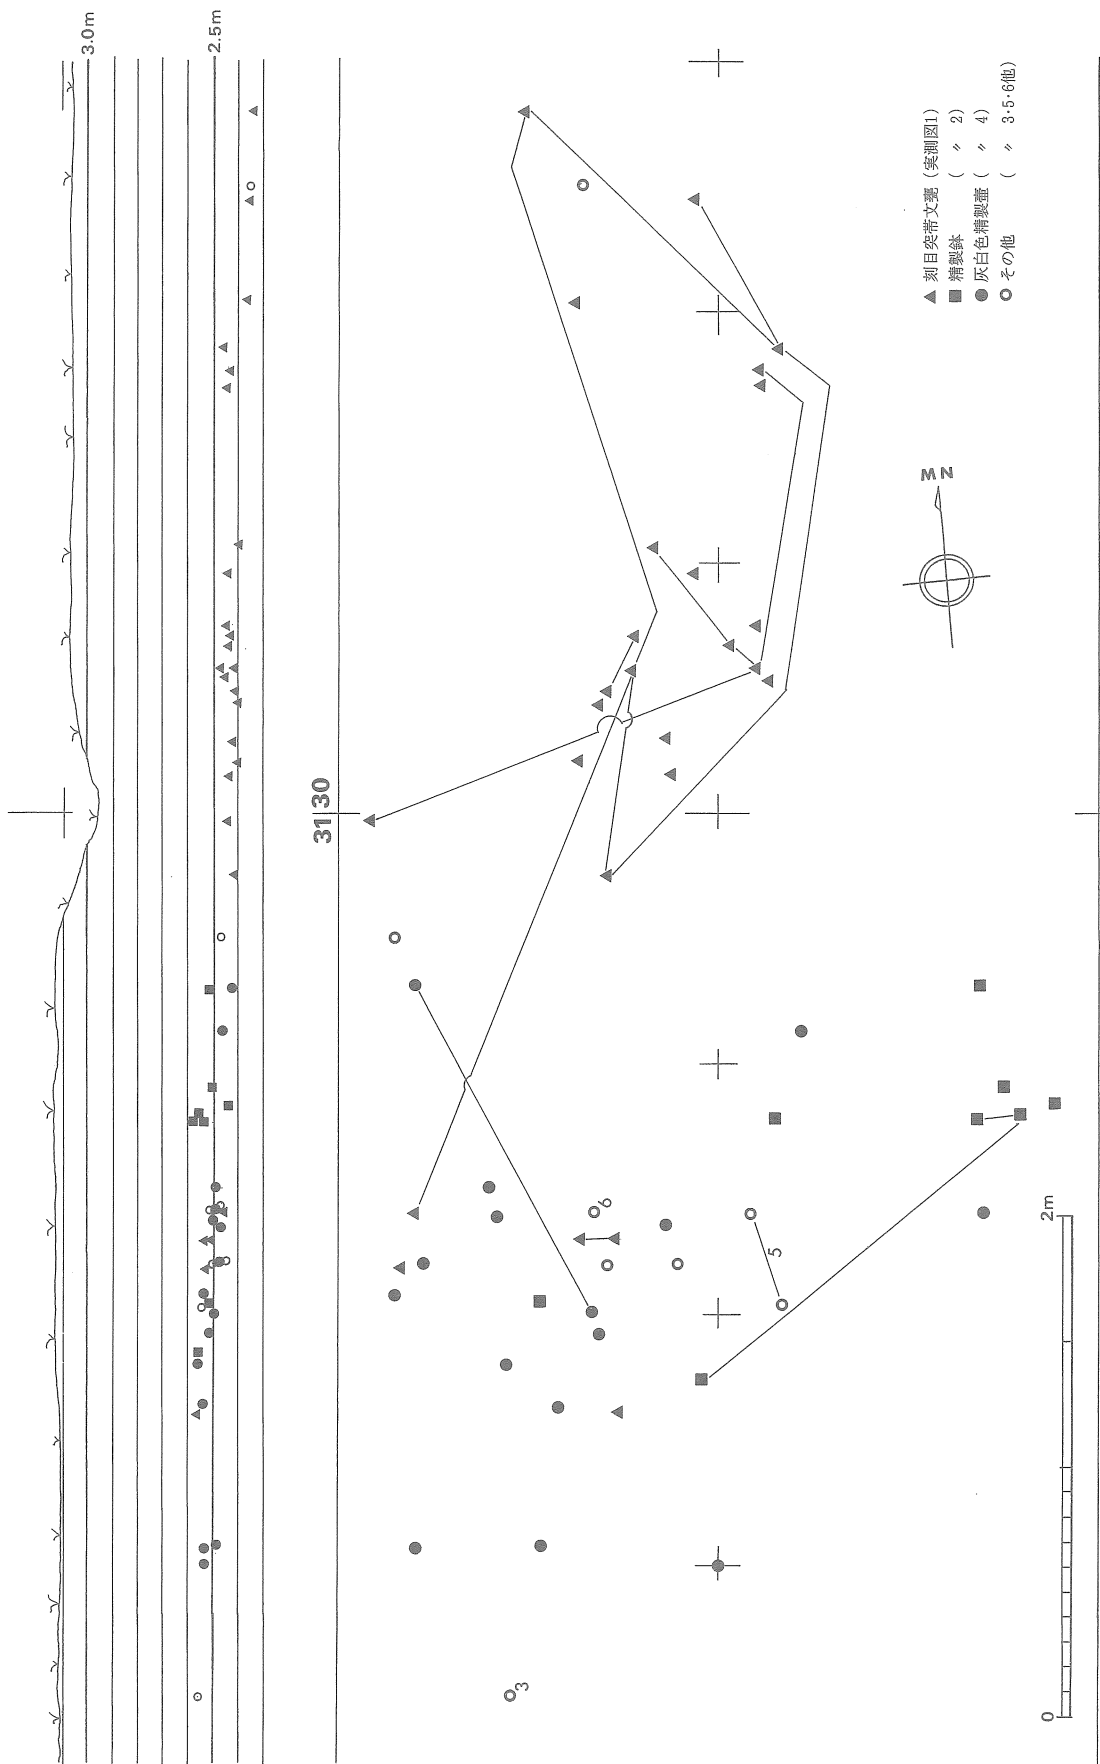 3.0m
2.5m
31|30
▲ 刻目突帯文甕 (実測図1)
■ 精製鉢 ( 〃 2)
● 灰白色精製壷 ( 〃 4)
○ その他 ( 〃 3・5・6他)
MN
6
5
3
0
2m